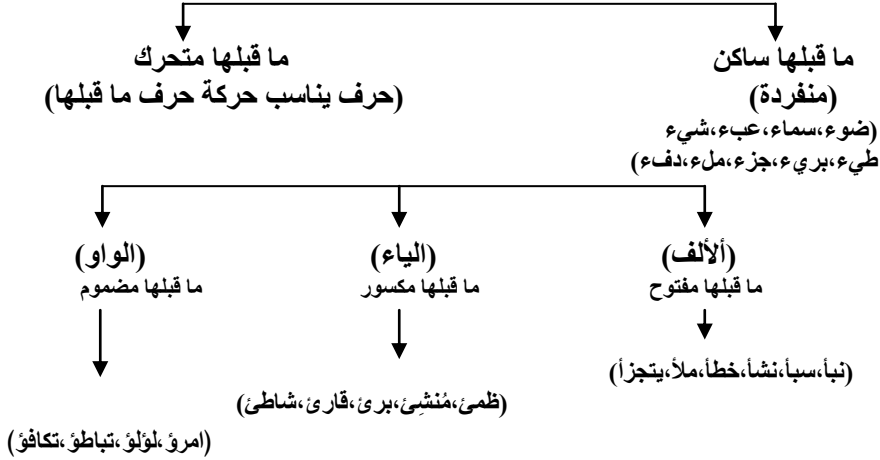 ما قبلها ساكن
(منفردة)
(ضوء،سماء،عبء،شيء
طيء،بريء،جزء،ملء،دفء)
ما قبلها متحرك
(حرف يناسب حركة حرف ما قبلها)
(ألألف)
ما قبلها مفتوح
(نبأ،سبأ،نشأ،خطأ،ملأ،يتجزأ)
(الياء)
ما قبلها مكسور
(ظمئ،مُنشِئ،برئ،قارئ،شاطئ)
(الواو)
ما قبلها مضموم
(امرؤ،لؤلؤ،تباطؤ،تكافؤ)